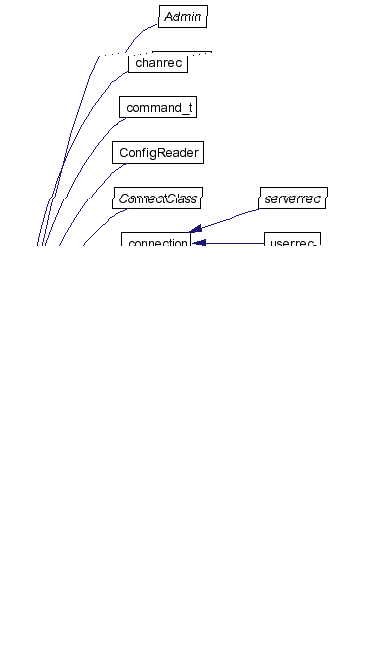 Admin
chanrec
command_t
ConfigReader
ConnectClass
serverrec
connection
userrec